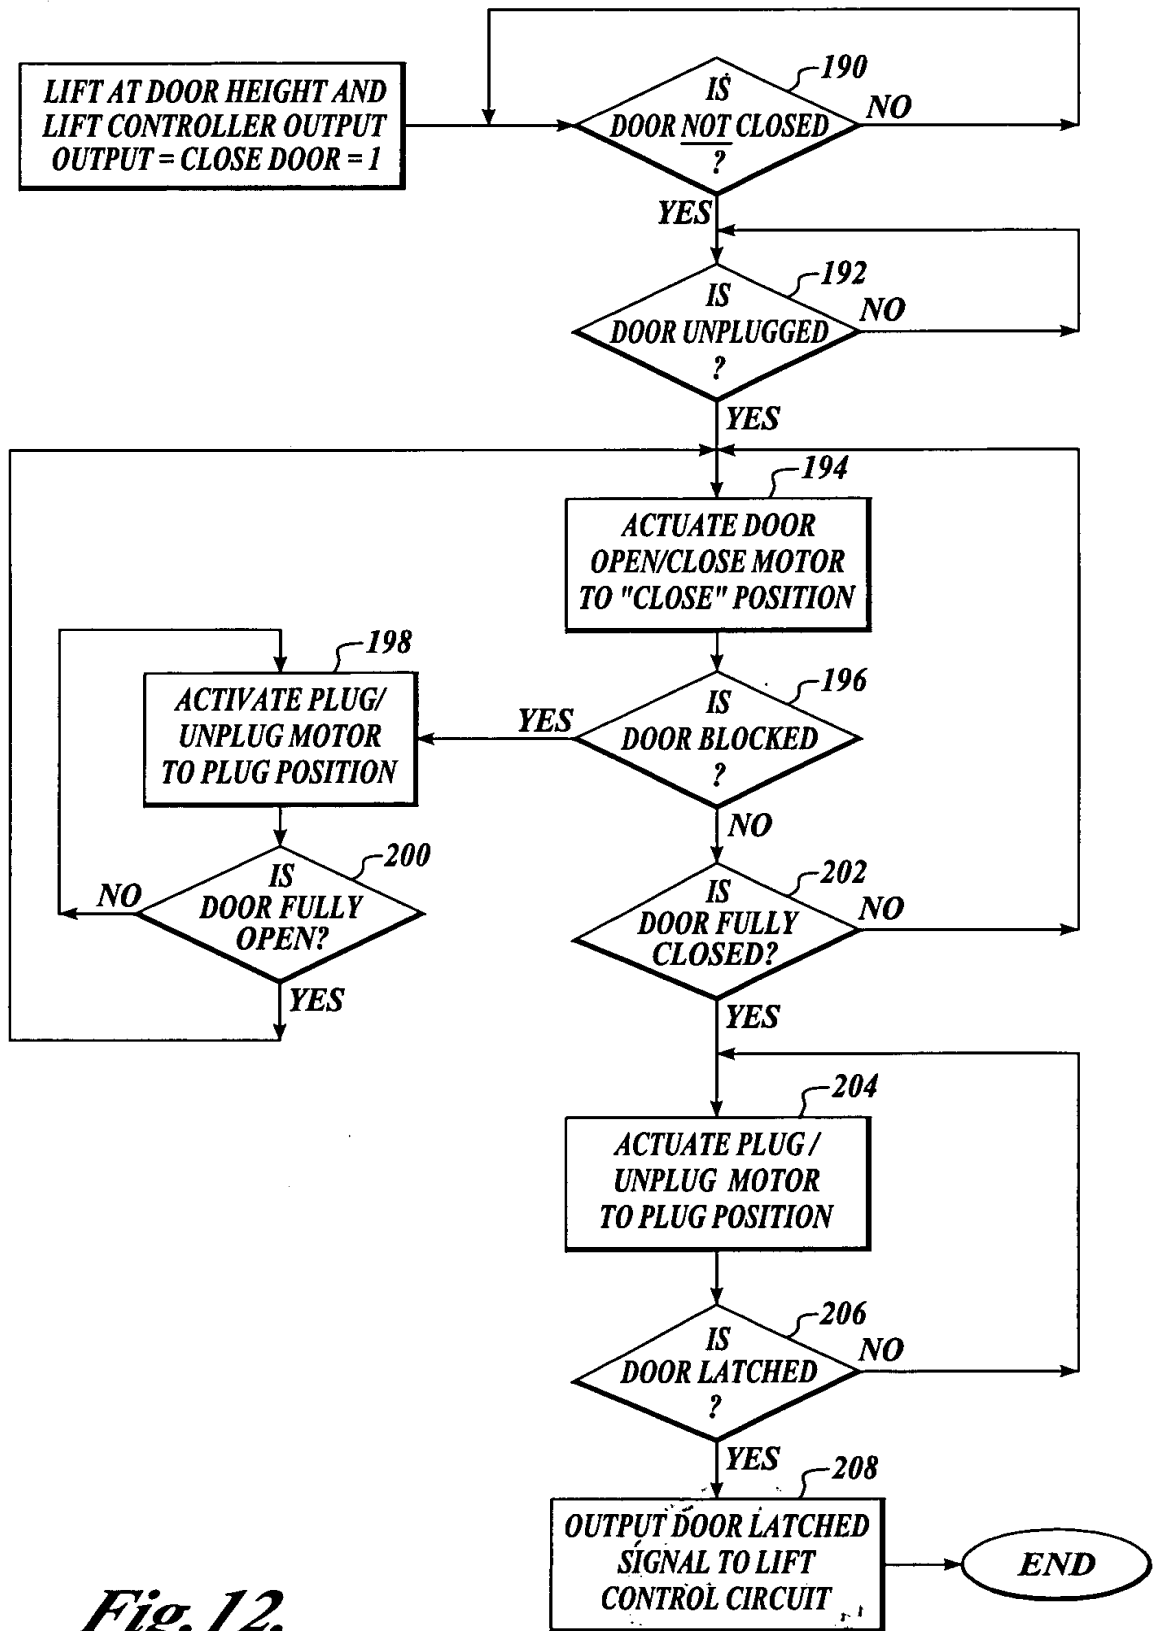 LIFT AT DOOR HEIGHT AND
LIFT CONTROLLER OUTPUT
OUTPUT = CLOSE DOOR = 1
190
IS
DOOR NOT CLOSED
?
NO
YES
192
IS
DOOR UNPLUGGED
?
NO
YES
194
ACTUATE DOOR
OPEN/CLOSE MOTOR
TO "CLOSE" POSITION
196
IS
DOOR BLOCKED
?
YES
NO
198
ACTIVATE PLUG/
UNPLUG MOTOR
TO PLUG POSITION
200
IS
DOOR FULLY
OPEN?
NO
YES
202
IS
DOOR FULLY
CLOSED?
NO
YES
204
ACTUATE PLUG /
UNPLUG MOTOR
TO PLUG POSITION
206
IS
DOOR LATCHED
?
NO
YES
208
OUTPUT DOOR LATCHED
SIGNAL TO LIFT
CONTROL CIRCUIT
END
Fig. 12.